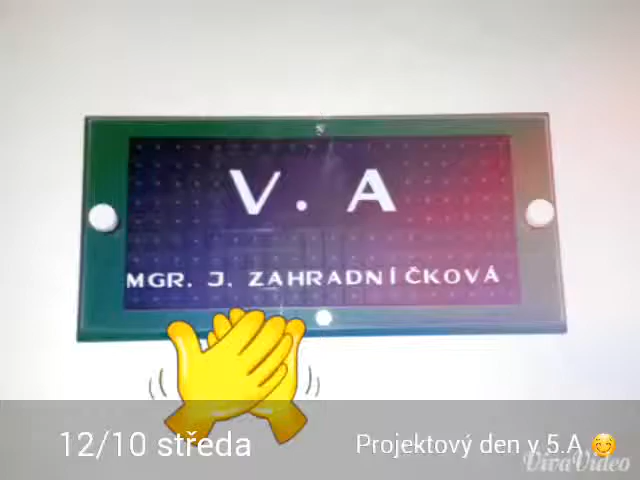 V. A
MGR. J. ZAHRADNÍČKOVÁ
12/10 středa
Projektový den v 5.A 😊
VivaVideo